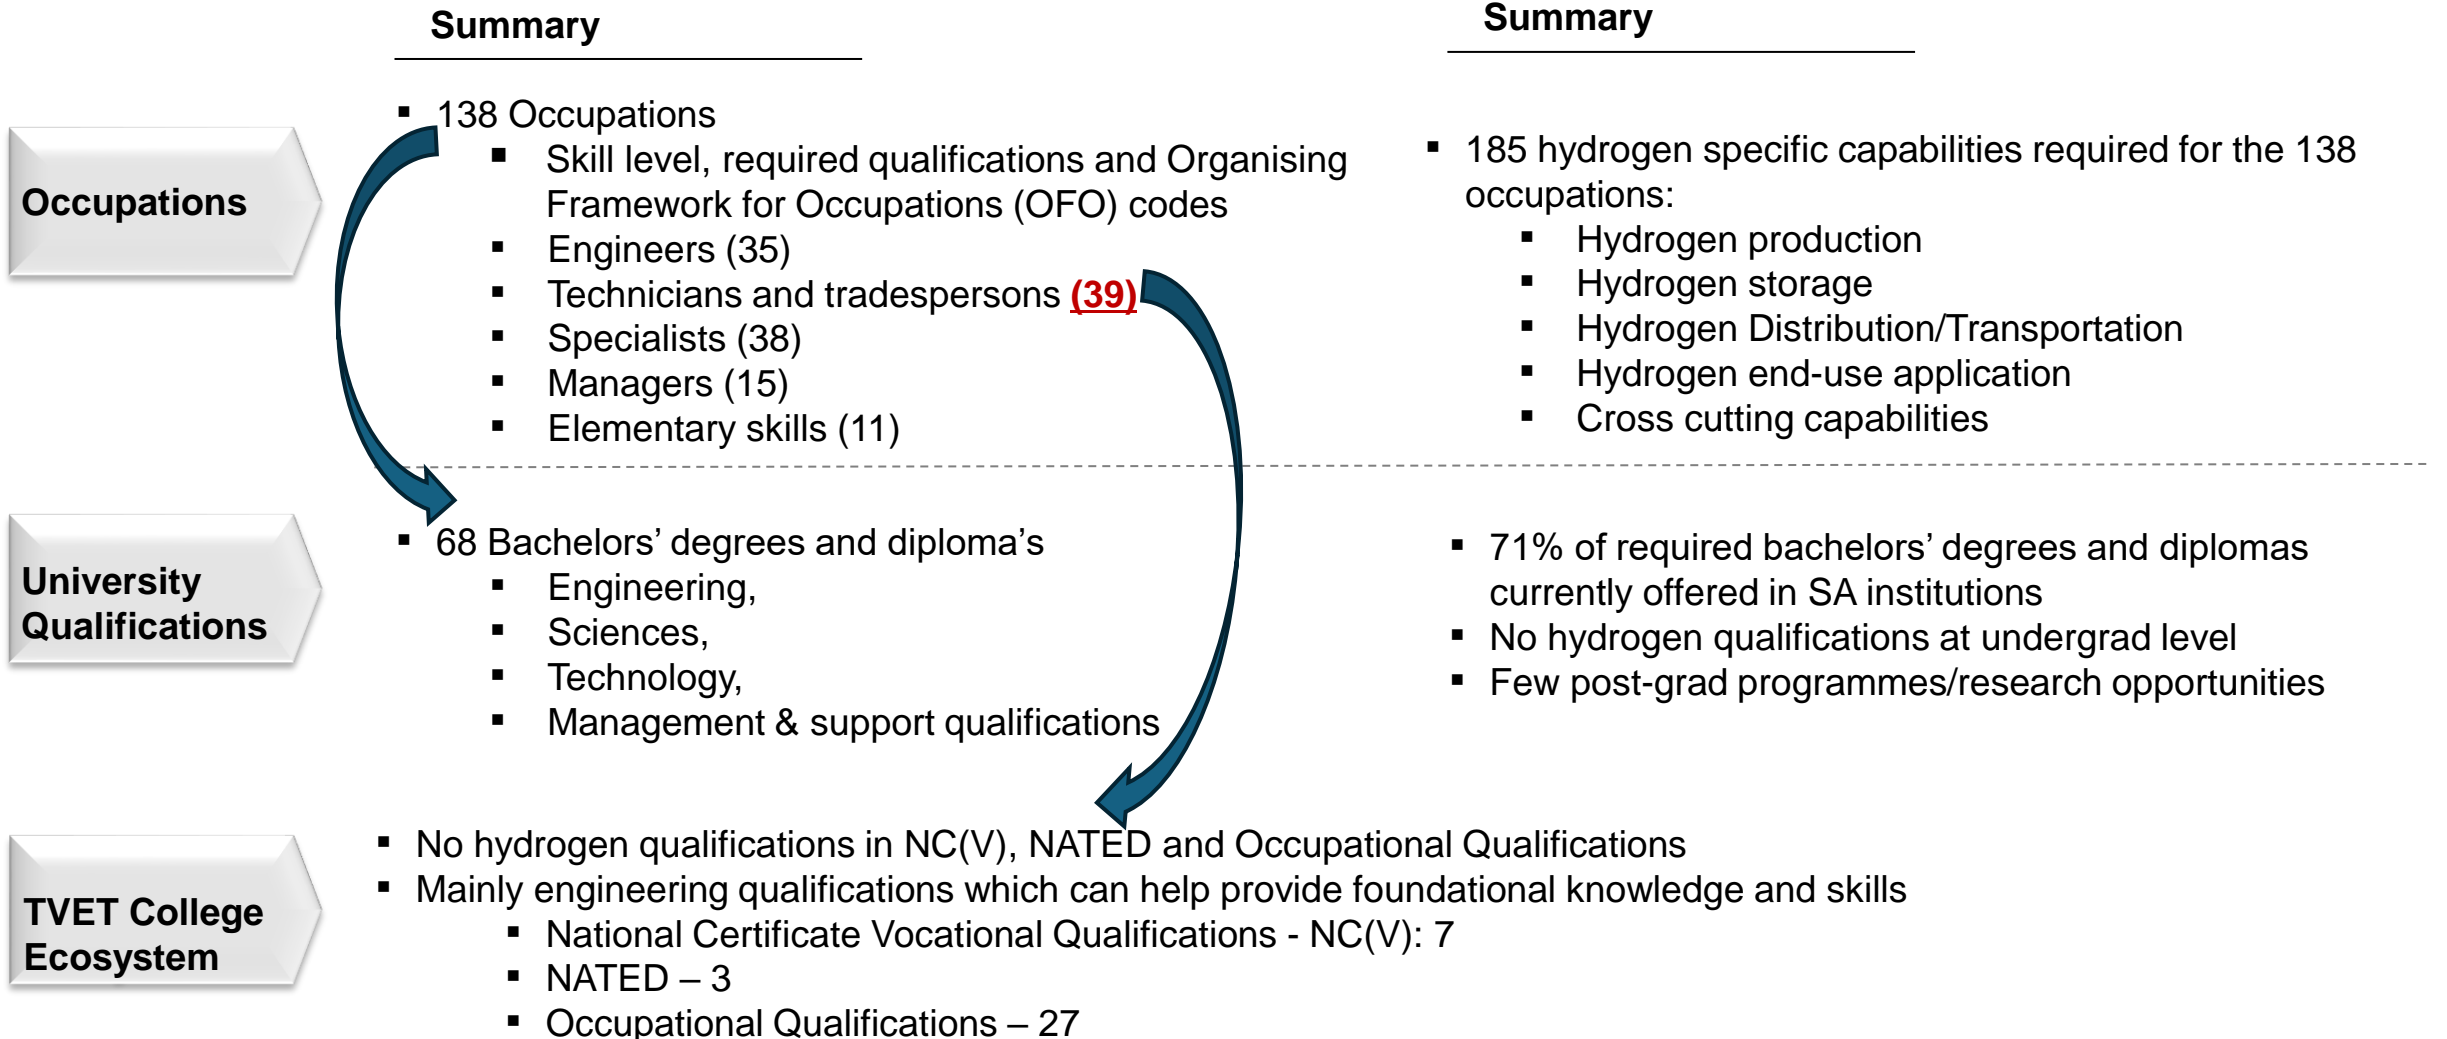 Summary
Summary
Occupations
▪ 138 Occupations
▪ Skill level, required qualifications and Organising
Framework for Occupations (OFO) codes
▪ Engineers (35)
▪ Technicians and tradespersons (39)
▪ Specialists (38)
▪ Managers (15)
▪ Elementary skills (11)
▪ 185 hydrogen specific capabilities required for the 138
occupations:
▪ Hydrogen production
▪ Hydrogen storage
▪ Hydrogen Distribution/Transportation
▪ Hydrogen end-use application
▪ Cross cutting capabilities
University
Qualifications
▪ 68 Bachelors’ degrees and diploma’s
▪ Engineering,
▪ Sciences,
▪ Technology,
▪ Management & support qualifications
▪ 71% of required bachelors’ degrees and diplomas
currently offered in SA institutions
▪ No hydrogen qualifications at undergrad level
▪ Few post-grad programmes/research opportunities
TVET College
Ecosystem
▪ No hydrogen qualifications in NC(V), NATED and Occupational Qualifications
▪ Mainly engineering qualifications which can help provide foundational knowledge and skills
▪ National Certificate Vocational Qualifications - NC(V): 7
▪ NATED – 3
▪ Occupational Qualifications – 27